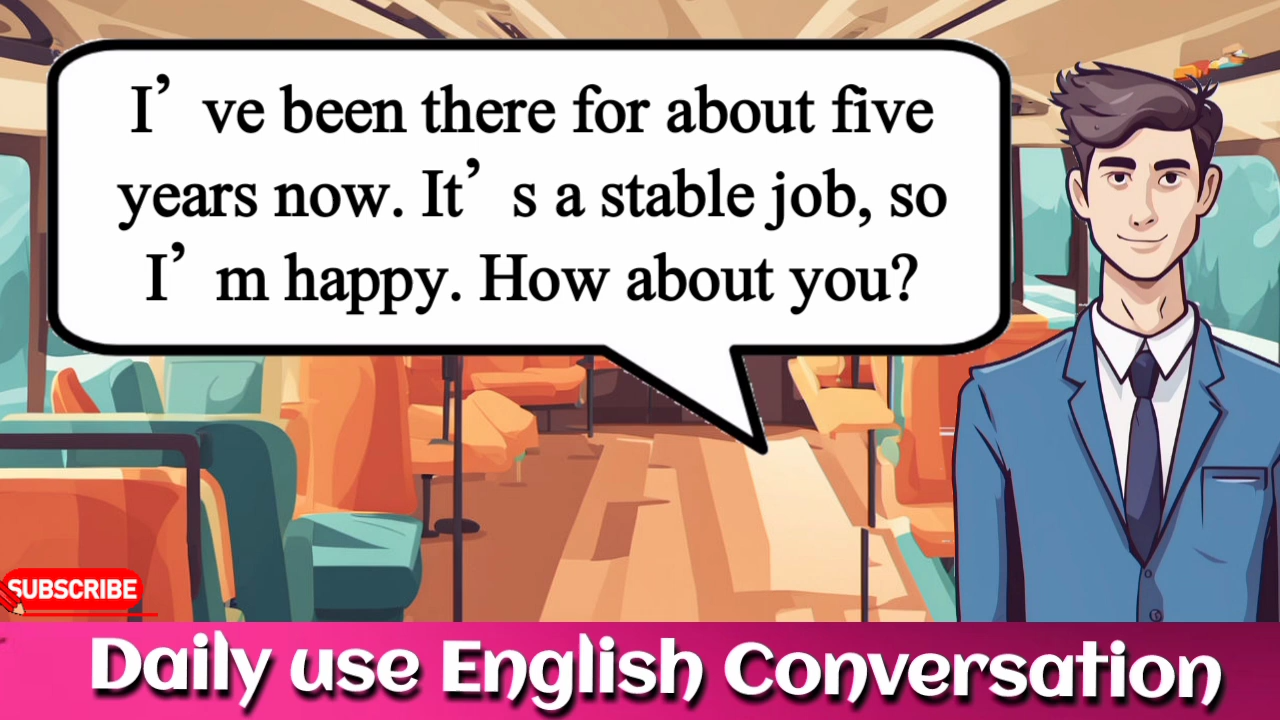 I’ ve been there for about five
years now. It’ s a stable job, so
I’ m happy. How about you?
SUBSCRIBE
Daily use English Conversation